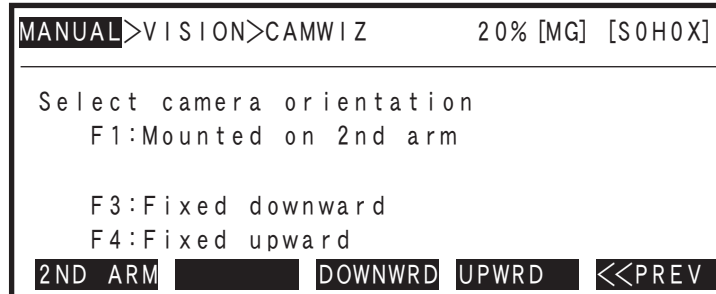 MANUAL>VISION>CAMWIZ 20% [MG] [S0H0X]
Select camera orientation
F1:Mounted on 2nd arm
F3:Fixed downward
F4:Fixed upward
2ND ARM DOWNWRD UPWRD <<PREV